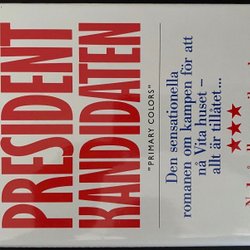 PRESIDENT
KANDIDATEN
"PRIMARY COLORS"
Den sensationella
romanen om kampen för att
nå Vita huset –
allt är tillåtet...